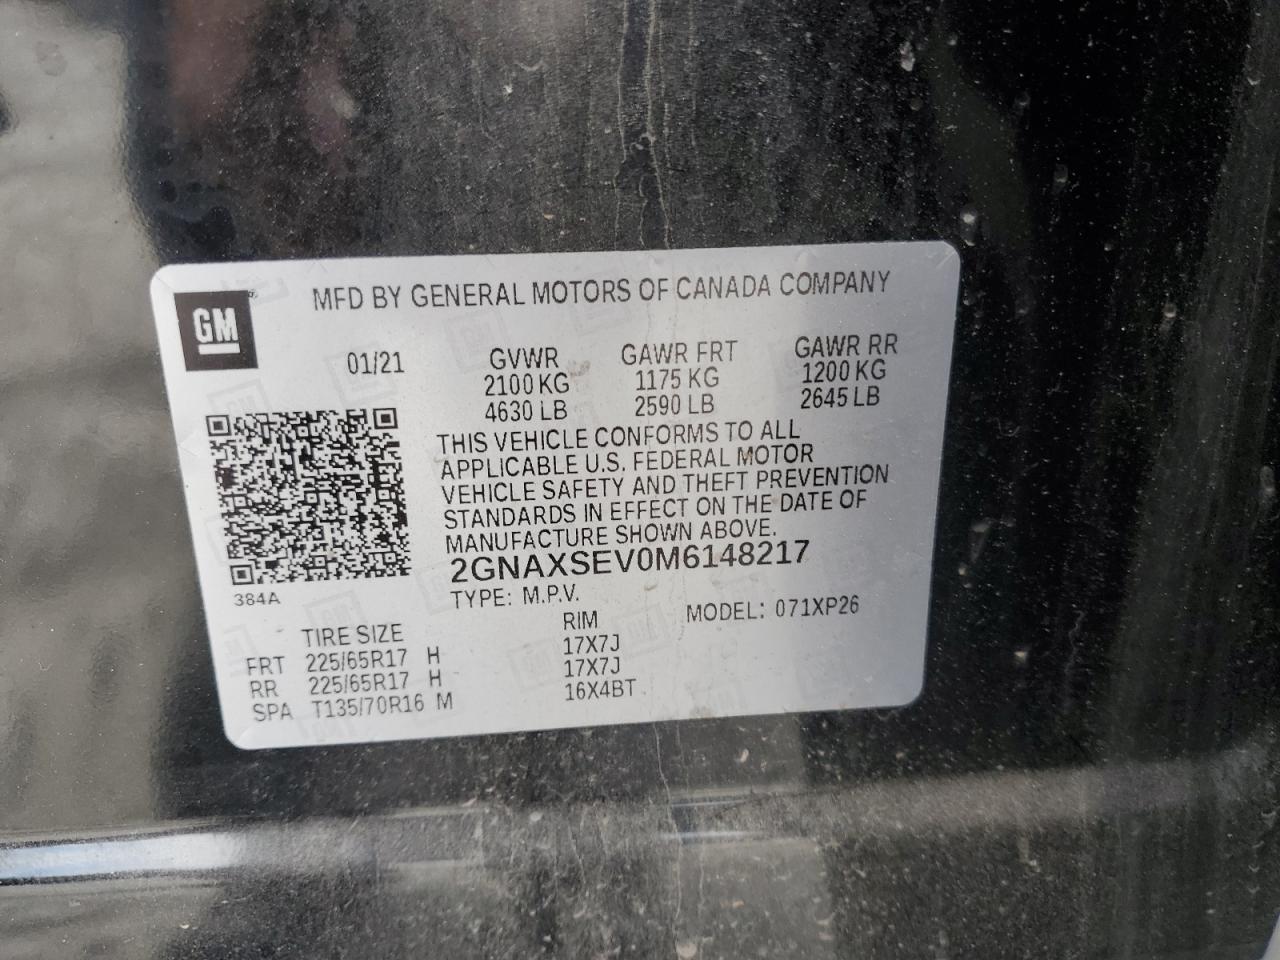 MFD BY GENERAL MOTORS OF CANADA COMPANY
GM
01/21 GVWR GAWR FRT GAWR RR
2100 KG 1175 KG 1200 KG
4630 LB 2590 LB 2645 LB
THIS VEHICLE CONFORMS TO ALL
APPLICABLE U.S. FEDERAL MOTOR
VEHICLE SAFETY AND THEFT PREVENTION
STANDARDS IN EFFECT ON THE DATE OF
MANUFACTURE SHOWN ABOVE.
2GNAXSEV0M6148217
384A
TYPE: M.P.V. MODEL: 071XP26
TIRE SIZE RIM
FRT 225/65R17 H 17X7J
RR 225/65R17 H 17X7J
SPA T135/70R16 M 16X4BT